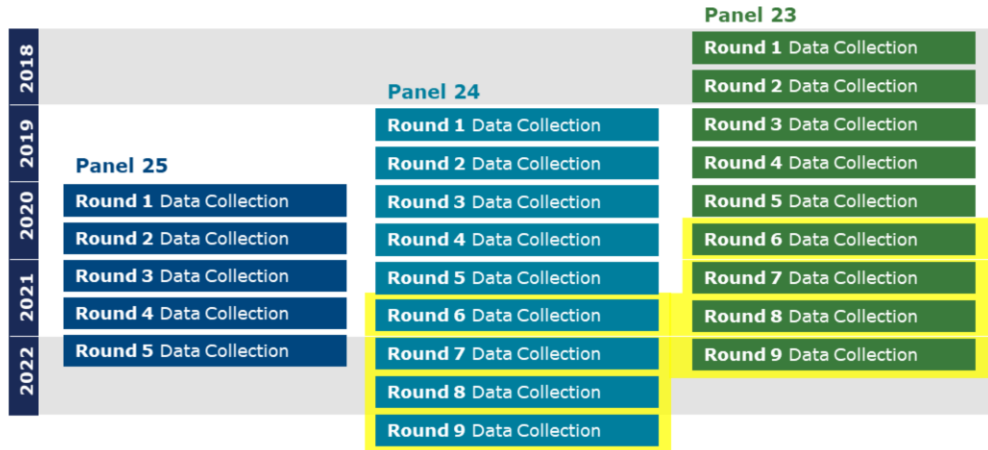 Panel 23
2018
Round 1 Data Collection
Round 2 Data Collection
Panel 24
2019
Round 1 Data Collection
Round 3 Data Collection
Round 2 Data Collection
Round 4 Data Collection
Panel 25
2020
Round 1 Data Collection
Round 3 Data Collection
Round 5 Data Collection
Round 2 Data Collection
Round 4 Data Collection
Round 6 Data Collection
2021
Round 3 Data Collection
Round 5 Data Collection
Round 7 Data Collection
Round 4 Data Collection
Round 6 Data Collection
Round 8 Data Collection
2022
Round 5 Data Collection
Round 7 Data Collection
Round 9 Data Collection
Round 8 Data Collection
Round 9 Data Collection